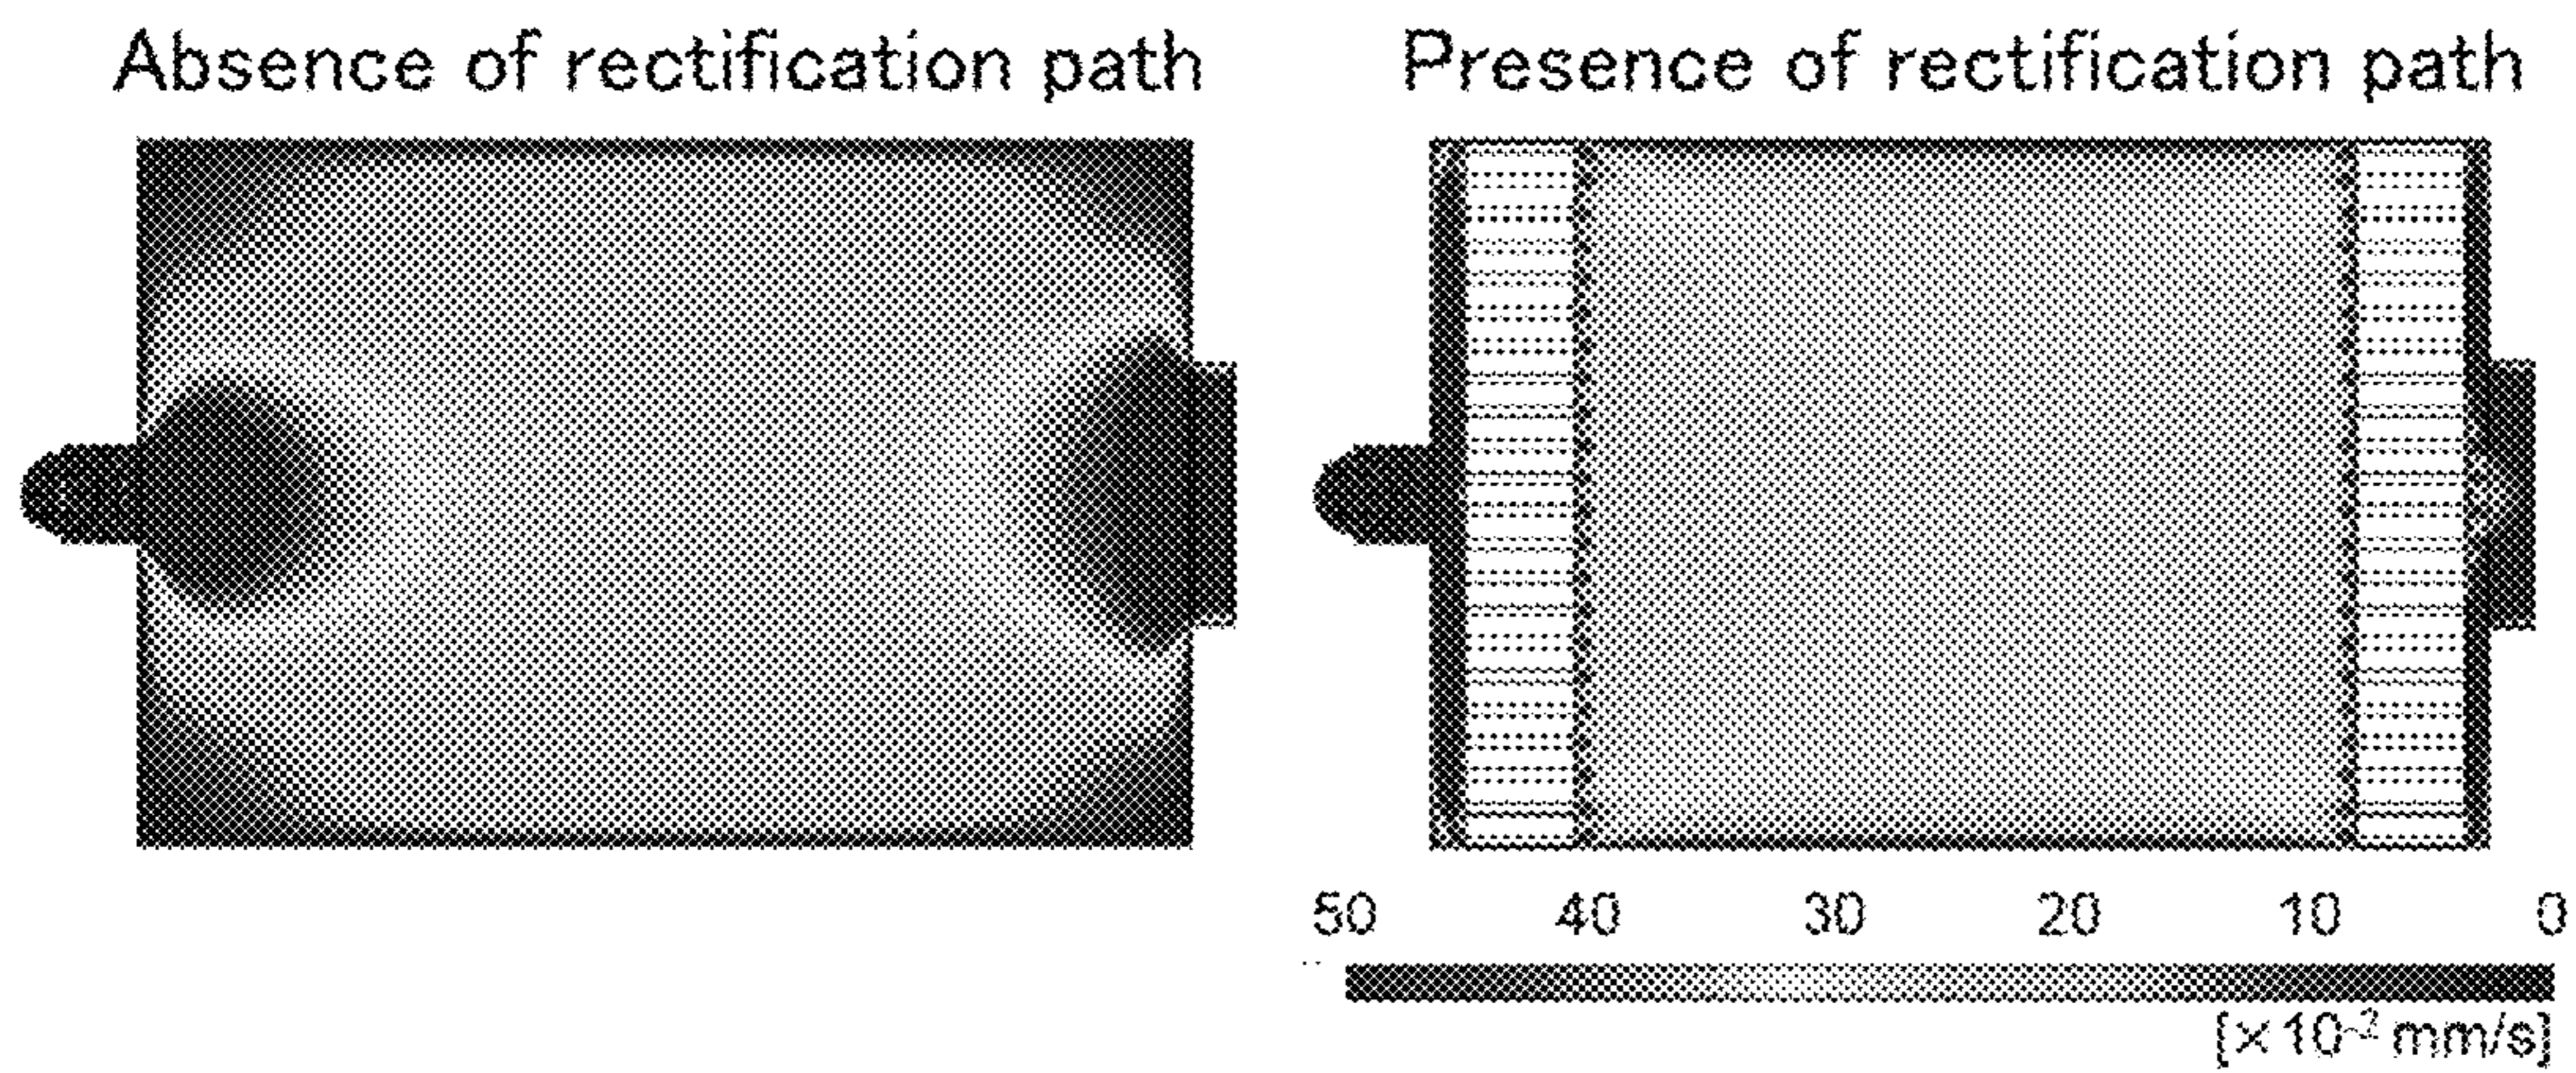 Absence of rectification path
Presence of rectification path
50 40 30 20 10 0
[×10-2 mm/s]